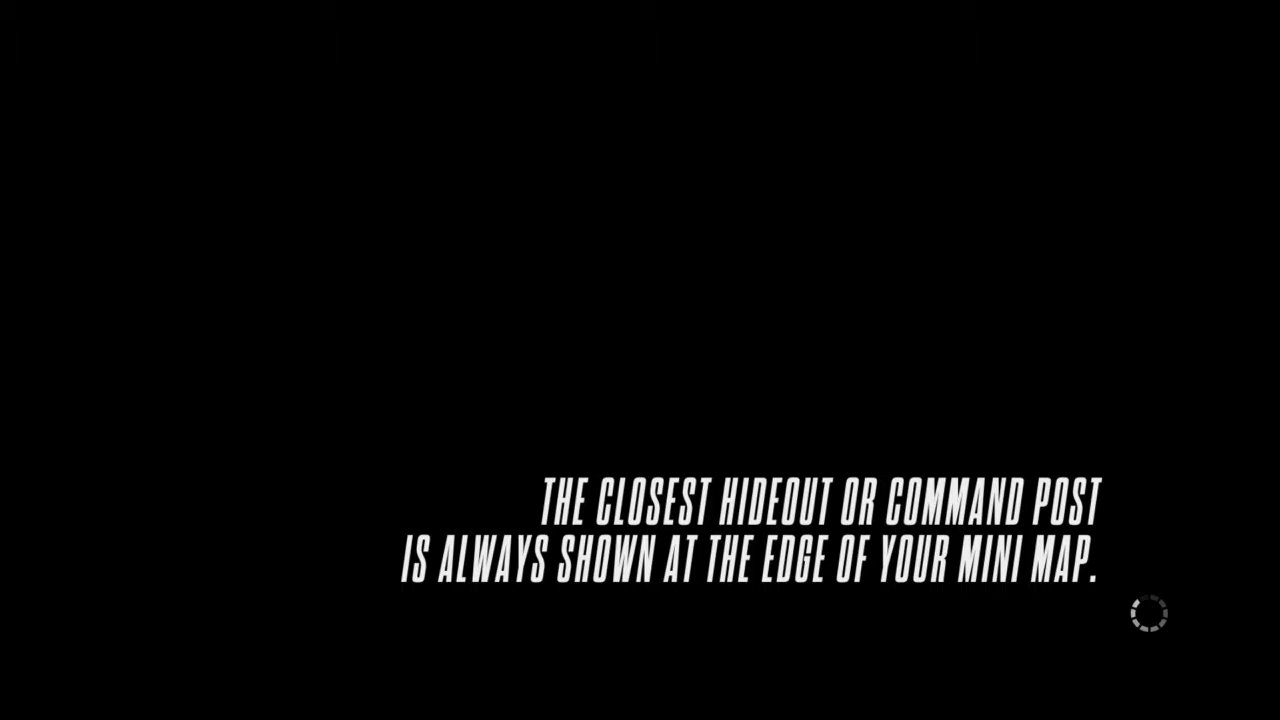 THE CLOSEST HIDEOUT OR COMMAND POST
IS ALWAYS SHOWN AT THE EDGE OF YOUR MINI MAP.